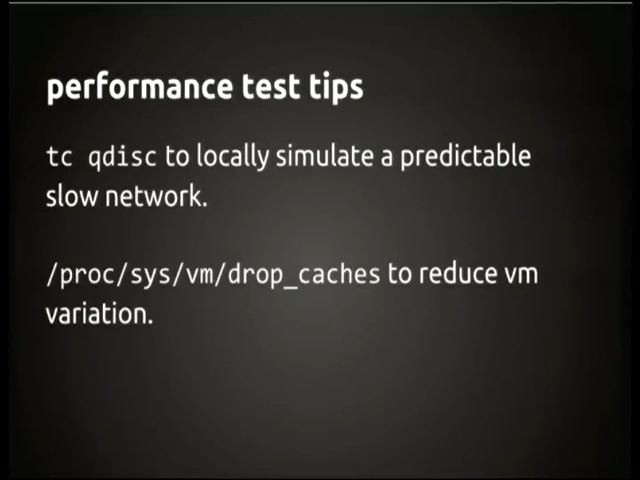 performance test tips
tc qdisc to locally simulate a predictable
slow network.
/proc/sys/vm/drop_caches to reduce vm
variation.